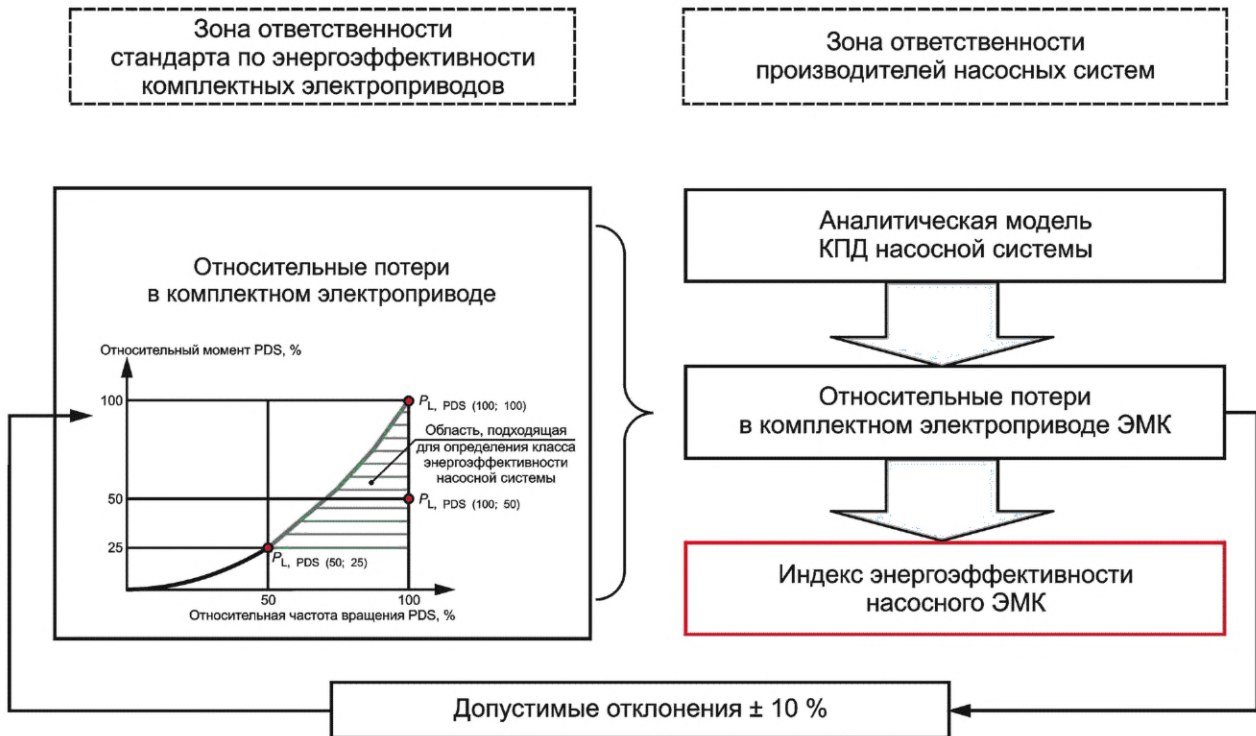 Зона ответственности
стандарта по энергоэффективности
комплектных электроприводов
Зона ответственности
производителей насосных систем
Относительные потери
в комплектном электроприводе
Относительный момент PDS, %
100
50
25
50
100
P L, PDS (100; 100)
Область, подходящая
для определения класса
энергоэффективности
насосной системы
P L, PDS (100; 50)
P L, PDS (50; 25)
Относительная частота вращения PDS, %
Аналитическая модель
КПД насосной системы
Относительные потери
в комплектном электроприводе ЭМК
Индекс энергоэффективности
насосного ЭМК
Допустимые отклонения ± 10 %